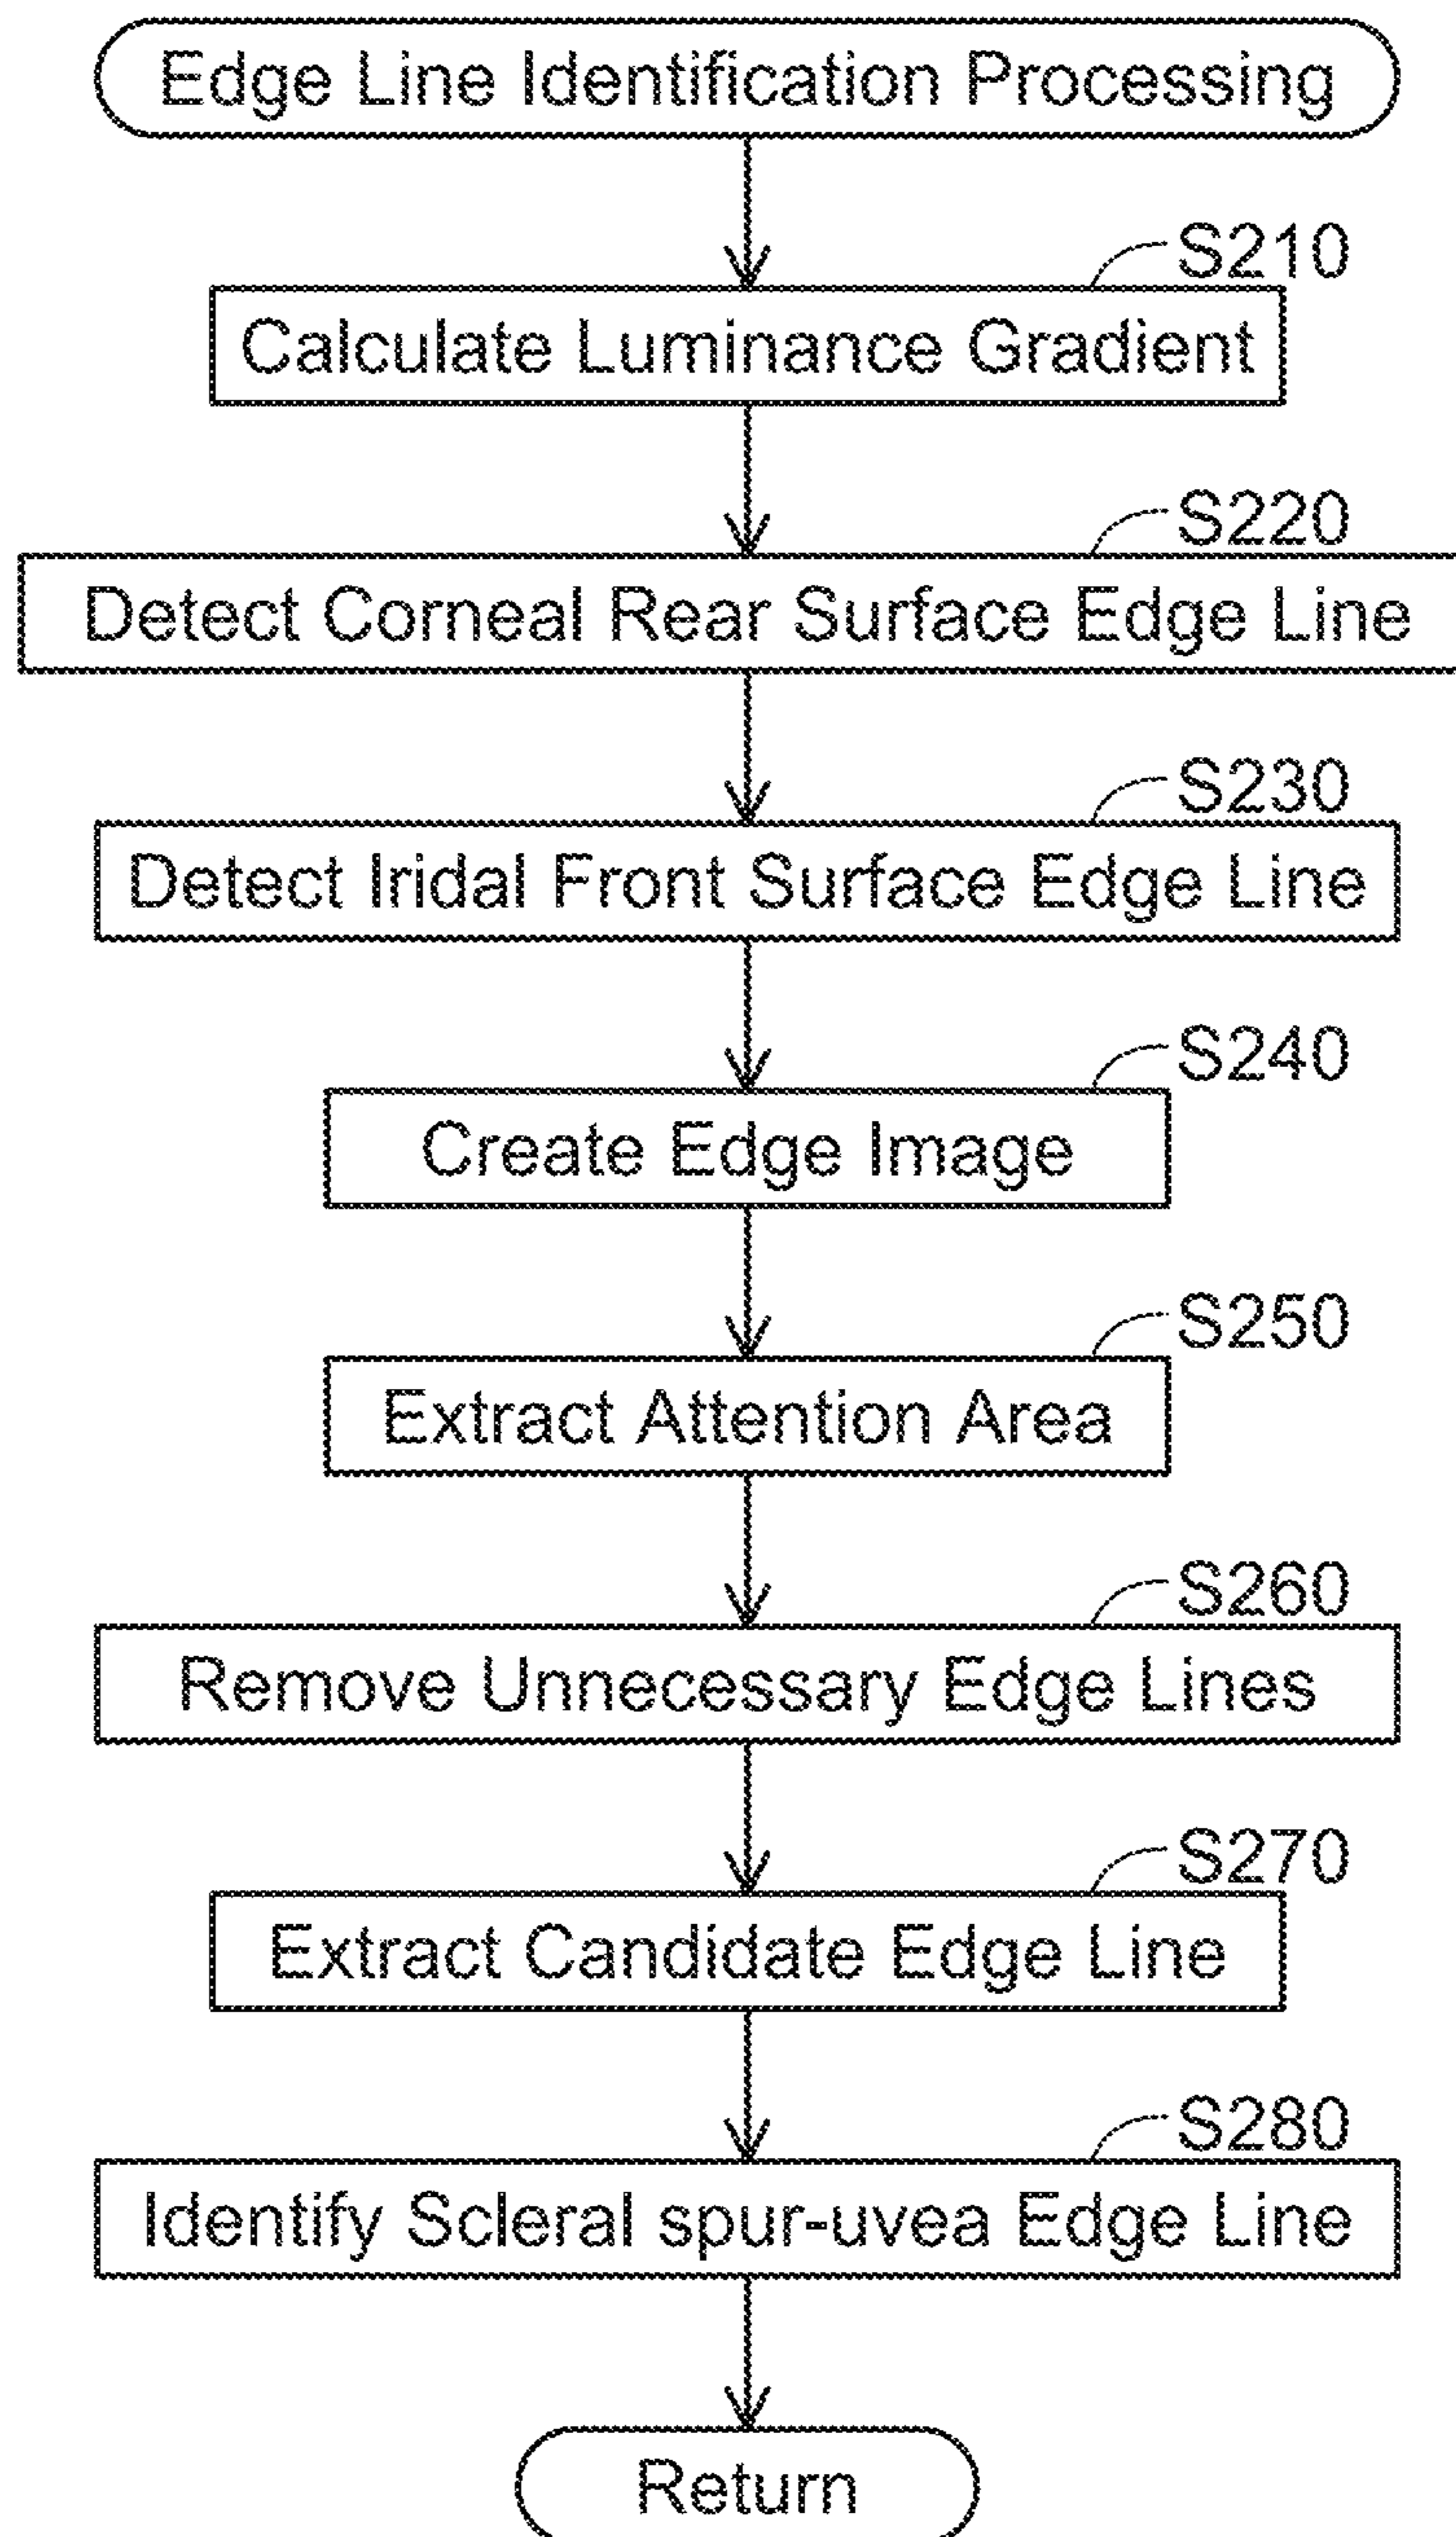 Edge Line Identification Processing
S210
Calculate Luminance Gradient
S220
Detect Corneal Rear Surface Edge Line
S230
Detect Iridal Front Surface Edge Line
S240
Create Edge Image
S250
Extract Attention Area
S260
Remove Unnecessary Edge Lines
S270
Extract Candidate Edge Line
S280
Identify Scleral spur-uvea Edge Line
Return